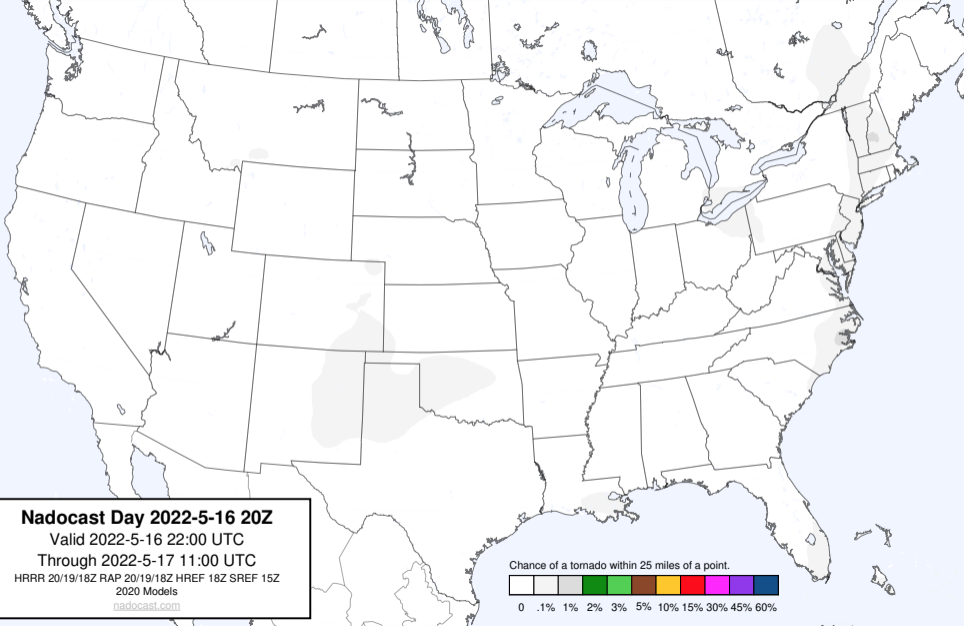 Nadocast Day 2022-5-16 20Z
Valid 2022-5-16 22:00 UTC
Through 2022-5-17 11:00 UTC
HRRR 20/19/18Z RAP 20/19/18Z HREF 18Z SREF 15Z
2020 Models
nadocast.com
Chance of a tornado within 25 miles of a point.
0 .1% 1% 2% 3% 5% 10% 15% 30% 45% 60%